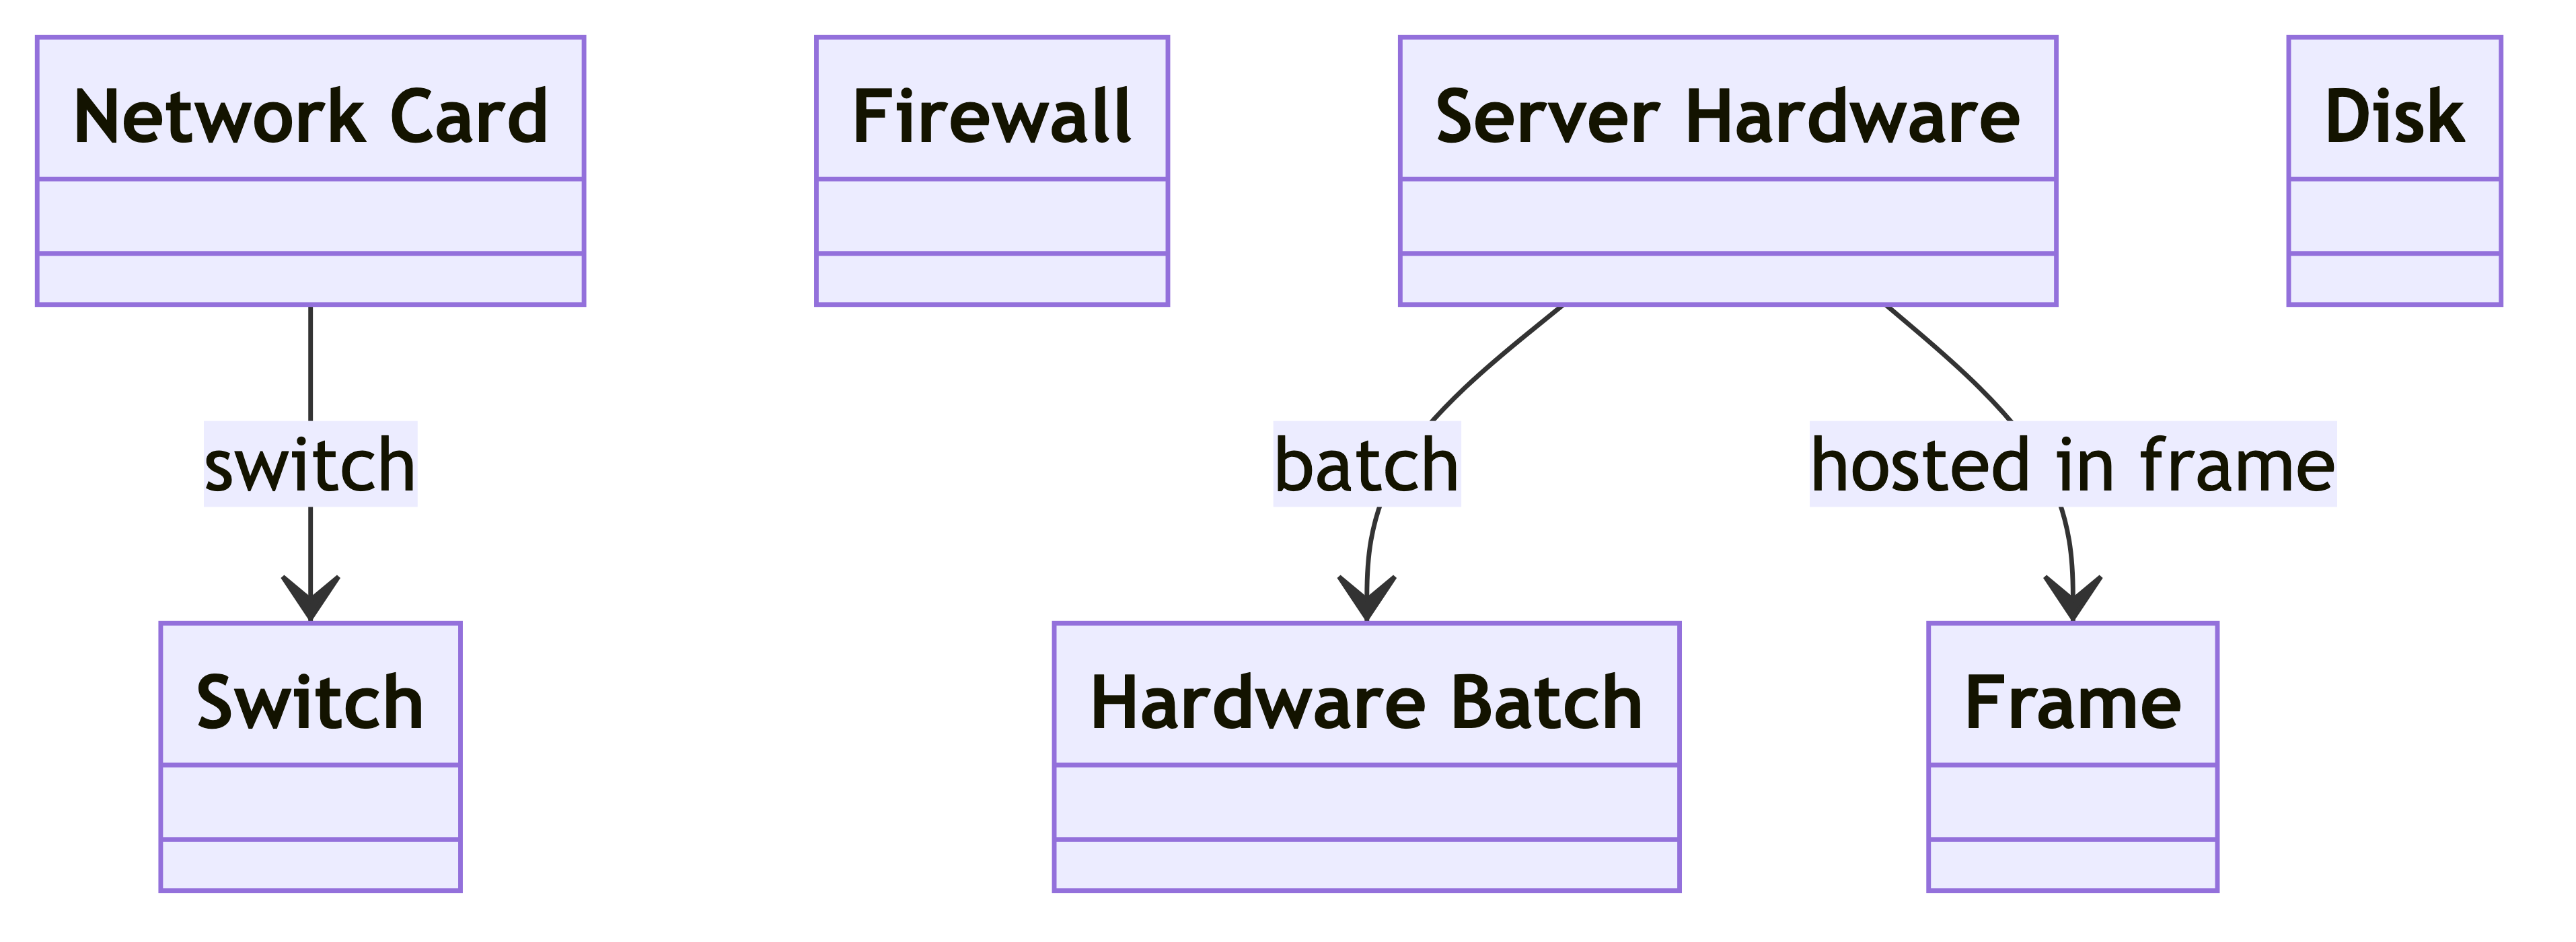 Network Card
Firewall
Server Hardware
Disk
switch
batch
hosted in frame
Switch
Hardware Batch
Frame